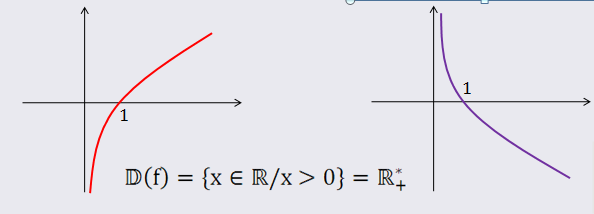 1
1
𝔻(f) = {x ∈ ℝ/x > 0} = ℝ₊*